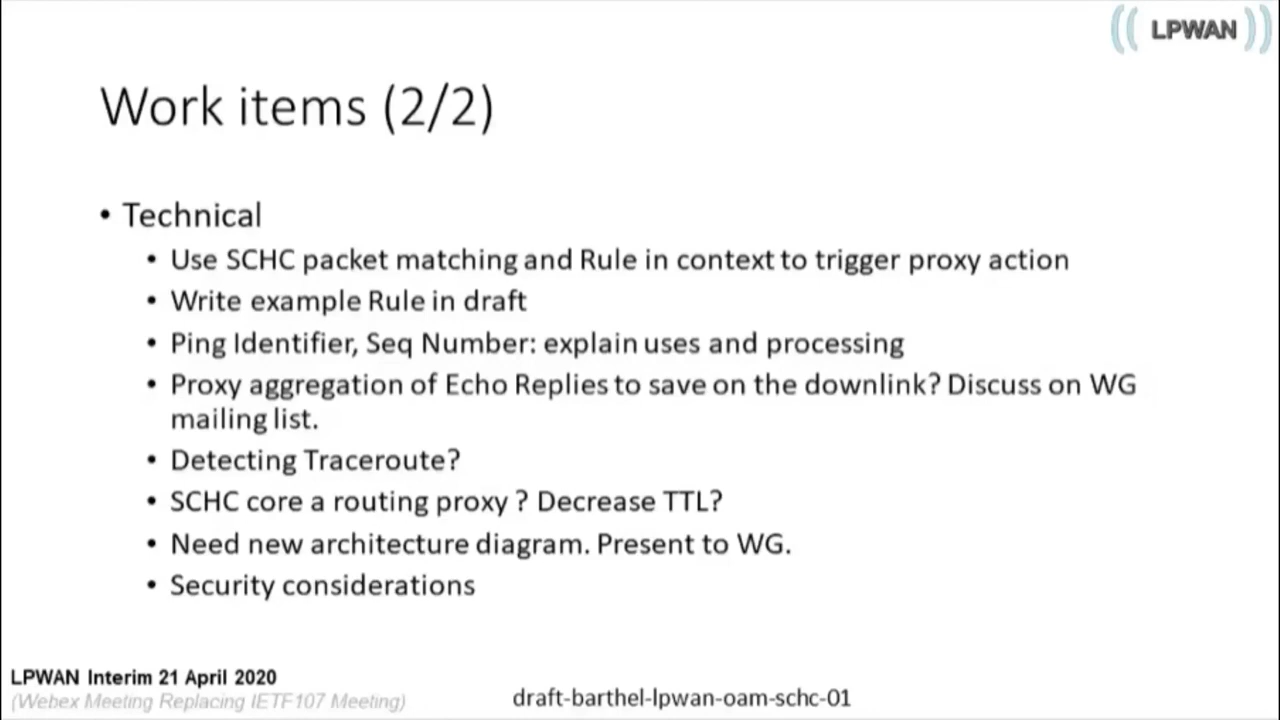 LPWAN
Work items (2/2)
• Technical
• Use SCHC packet matching and Rule in context to trigger proxy action
• Write example Rule in draft
• Ping Identifier, Seq Number: explain uses and processing
• Proxy aggregation of Echo Replies to save on the downlink? Discuss on WG
mailing list.
• Detecting Traceroute?
• SCHC core a routing proxy ? Decrease TTL?
• Need new architecture diagram. Present to WG.
• Security considerations
LPWAN Interim 21 April 2020
(Webex Meeting Replacing IETF107 Meeting)
draft-barthel-lpwan-oam-schc-01